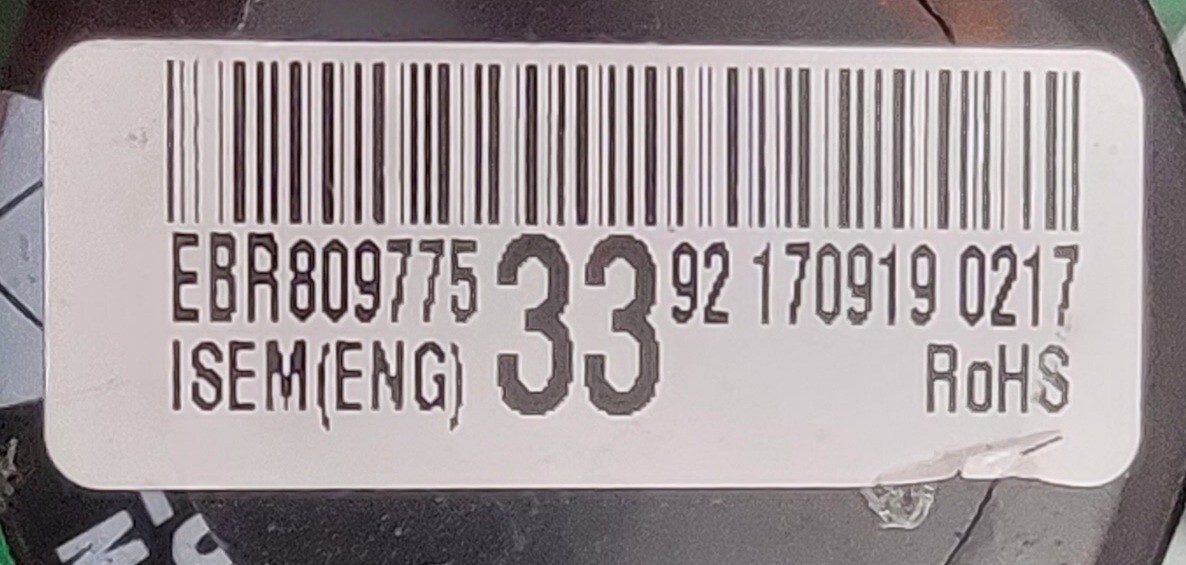 EBR809775 33 92 170919 0217
ISEM(ENG) RoHS